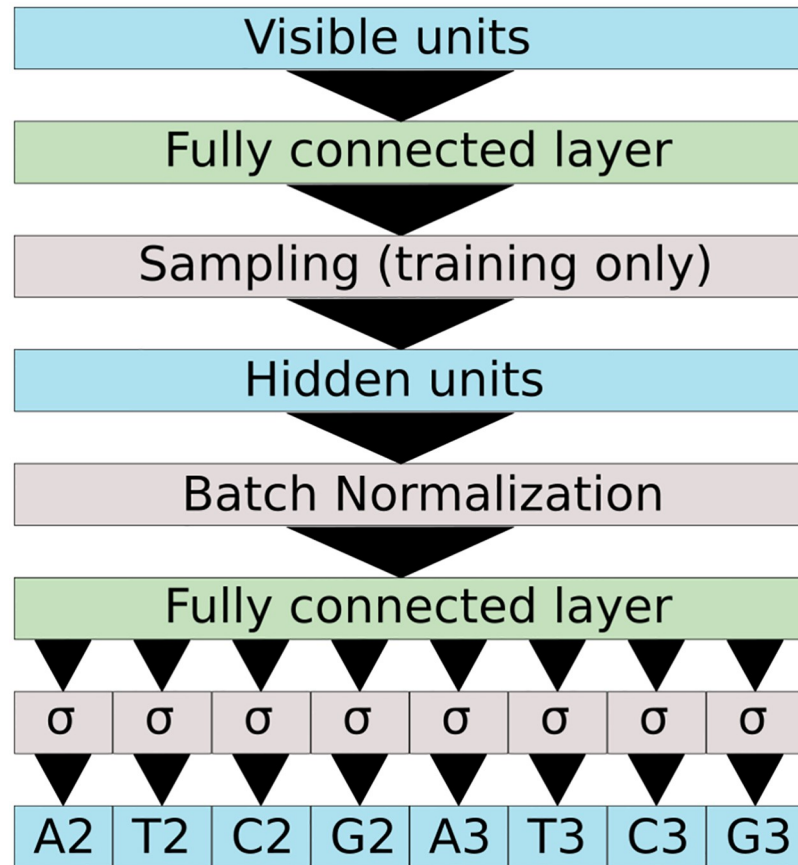 Visible units
Fully connected layer
Sampling (training only)
Hidden units
Batch Normalization
Fully connected layer
σ σ σ σ σ σ σ σ
A2 T2 C2 G2 A3 T3 C3 G3